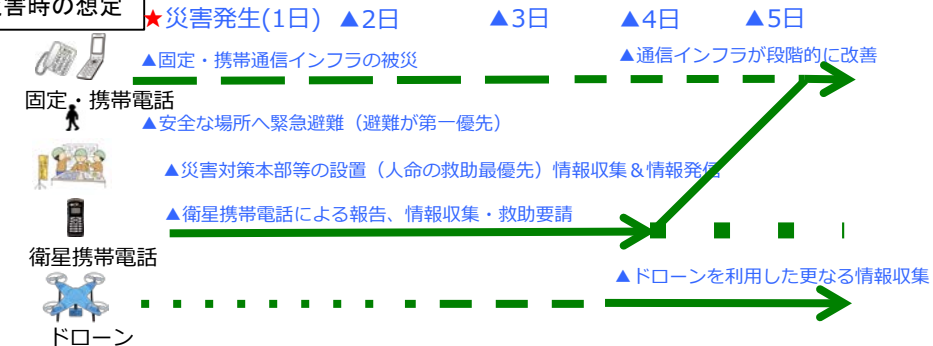 害時の想定
★災害発生(1日) ▲2日 ▲3日 ▲4日 ▲5日
▲固定・携帯通信インフラの被災 ▲通信インフラが段階的に改善
固定・携帯電話
▲安全な場所へ緊急避難（避難が第一優先）
▲災害対策本部等の設置（人命の救助最優先）情報収集＆情報発信
▲衛星携帯電話による報告、情報収集・救助要請
衛星携帯電話
▲ドローンを利用した更なる情報収集
ドローン